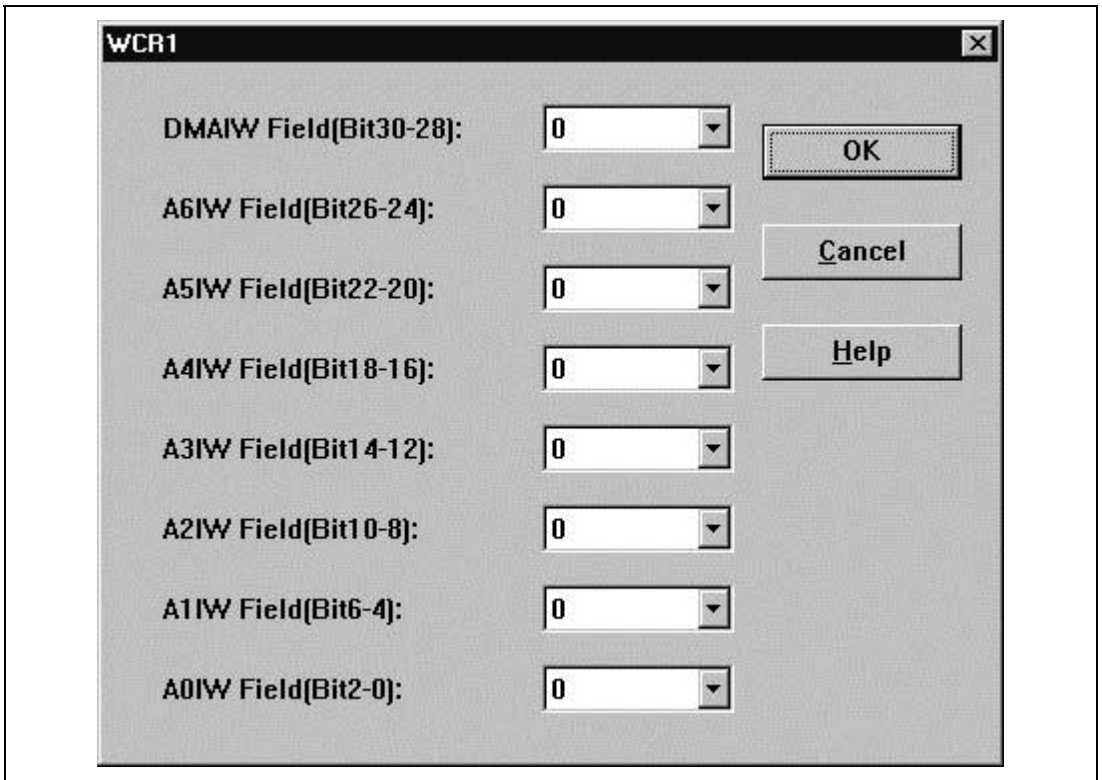 WCR1
DMAIW Field(Bit30-28): 0
OK
A6IW Field(Bit26-24): 0
Cancel
A5IW Field(Bit22-20): 0
Help
A4IW Field(Bit18-16): 0
A3IW Field(Bit14-12): 0
A2IW Field(Bit10-8): 0
A1IW Field(Bit6-4): 0
A0IW Field(Bit2-0): 0